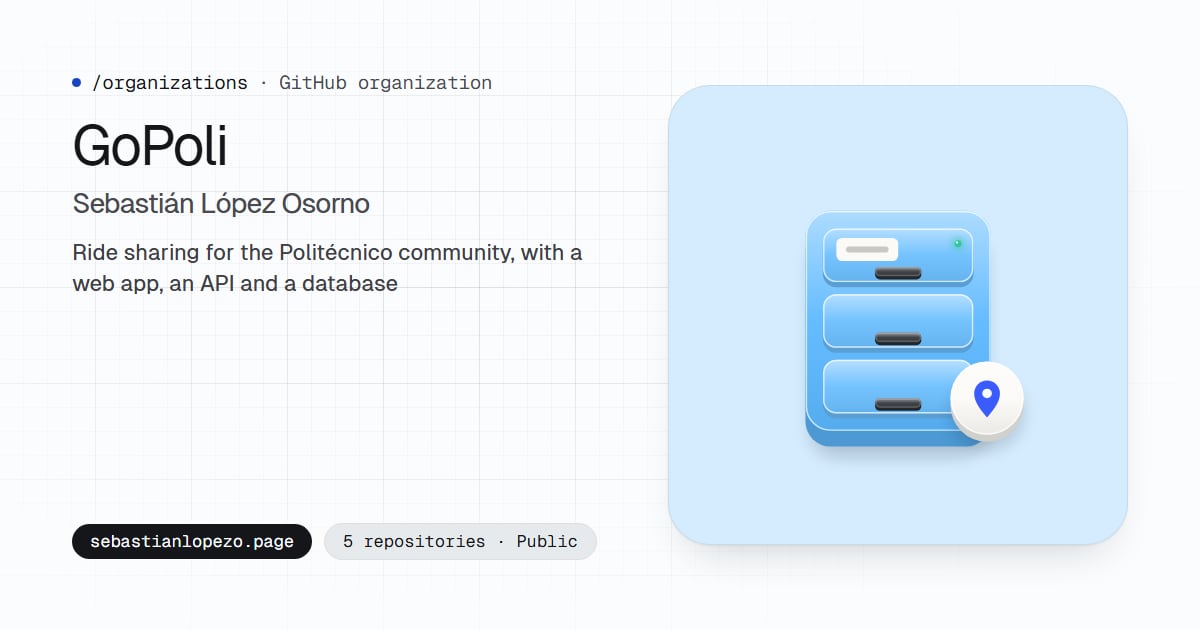 /organizations · GitHub organization
GoPoli
Sebastián López Osorno
Ride sharing for the Politécnico community, with a
web app, an API and a database
sebastianlopezo.page
5 repositories · Public